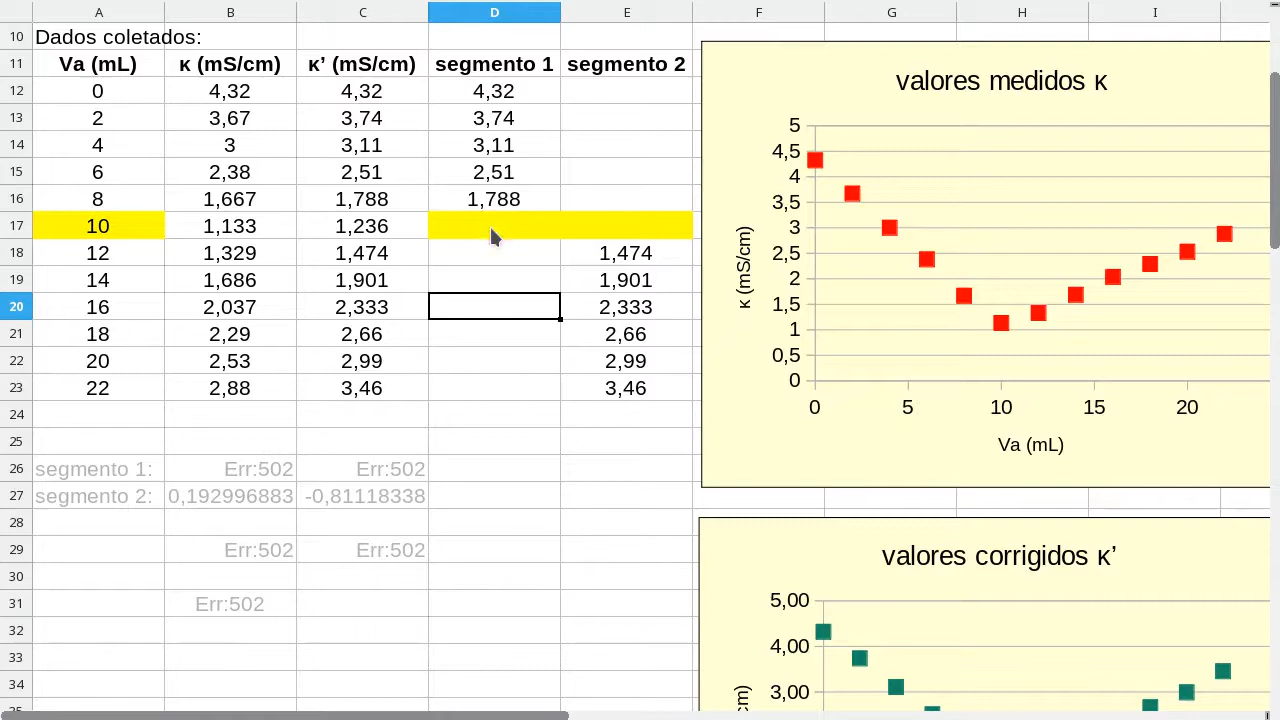 A B C D E F G H I
10 Dados coletados:
11 Va (mL) κ (mS/cm) κ’ (mS/cm) segmento 1 segmento 2
12 0 4,32 4,32 4,32
13 2 3,67 3,74 3,74
14 4 3 3,11 3,11
15 6 2,38 2,51 2,51
16 8 1,667 1,788 1,788
17 10 1,133 1,236
18 12 1,329 1,474 1,474
19 14 1,686 1,901 1,901
20 16 2,037 2,333 2,333
21 18 2,29 2,66 2,66
22 20 2,53 2,99 2,99
23 22 2,88 3,46 3,46
24
25
26 segmento 1: Err:502 Err:502
27 segmento 2: 0,192996883 -0,81118338
28
29 Err:502 Err:502
30
31 Err:502
32
33
34
valores medidos κ
κ (mS/cm)
5
4,5
4
3,5
3
2,5
2
1,5
1
0,5
0
0 5 10 15 20
Va (mL)
valores corrigidos κ’
5,00
4,00
3,00
cm)